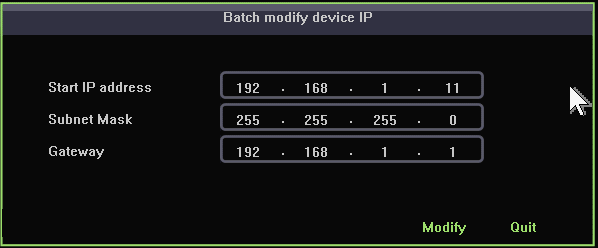 Batch modify device IP
Start IP address 192 . 168 . 1 . 11
Subnet Mask 255 . 255 . 255 . 0
Gateway 192 . 168 . 1 . 1
Modify Quit